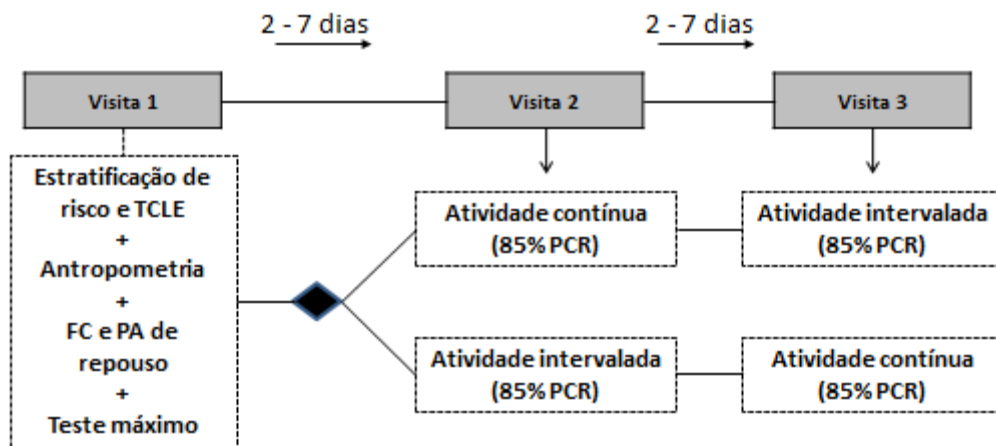 2 - 7 dias
2 - 7 dias
Visita 1
Visita 2
Visita 3
Estratificação de
risco e TCLE
+
Antropometria
+
FC e PA de
repouso
+
Teste máximo
Atividade contínua
(85% PCR)
Atividade intervalada
(85% PCR)
Atividade intervalada
(85% PCR)
Atividade contínua
(85% PCR)